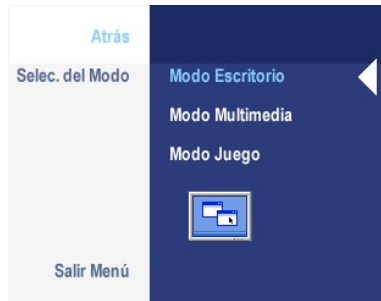 Atrás
Selec. del Modo
Modo Escritorio
Modo Multimedia
Modo Juego
Salir Menú